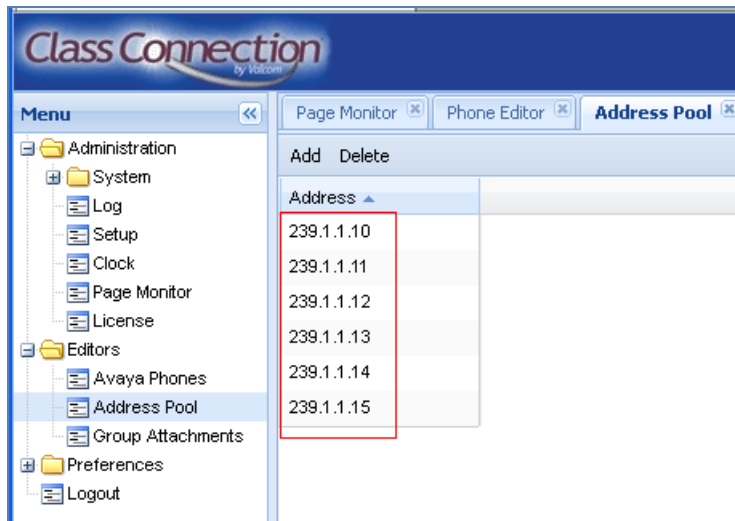 Class Connection
by Valcom
Menu
Administration
System
Log
Setup
Clock
Page Monitor
License
Editors
Avaya Phones
Address Pool
Group Attachments
Preferences
Logout
Page Monitor Phone Editor Address Pool
Add Delete
Address
239.1.1.10
239.1.1.11
239.1.1.12
239.1.1.13
239.1.1.14
239.1.1.15